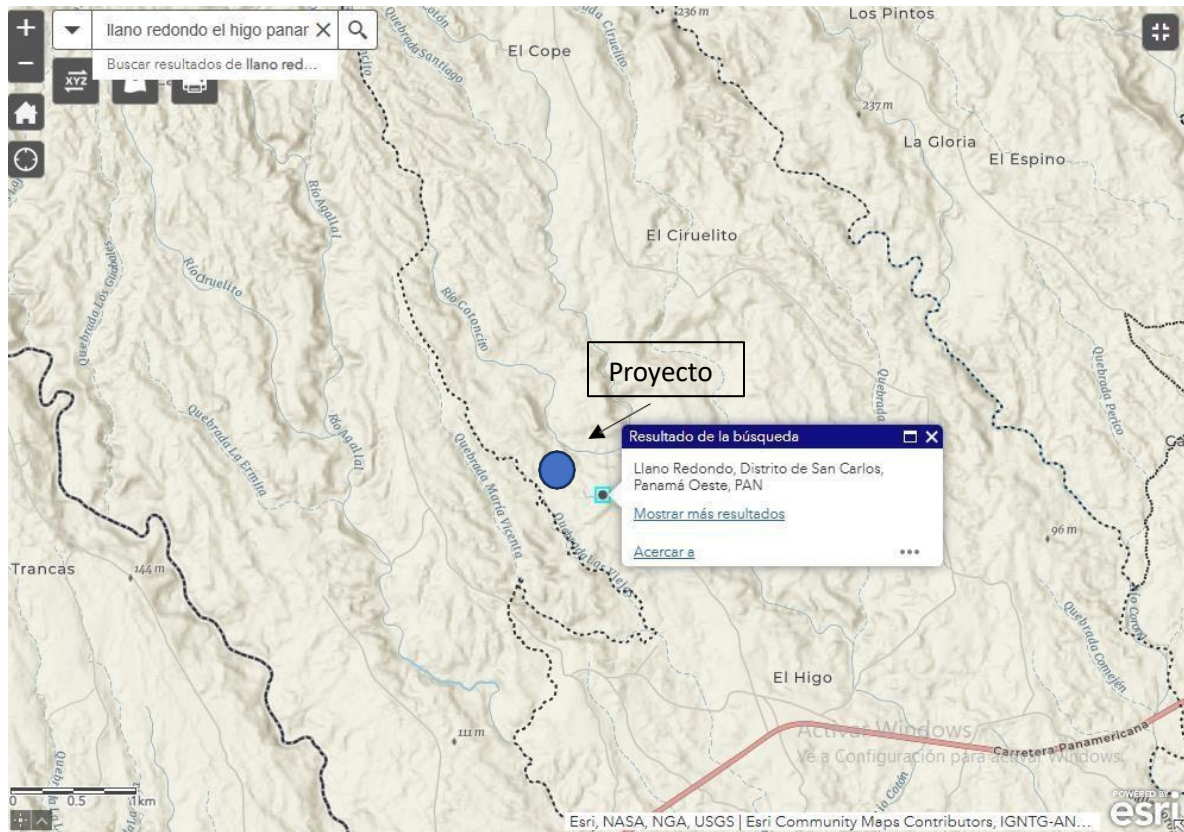 llano redondo el higo panar
Buscar resultados de llano red...
XYZ
236 m
Los Pintos
Cotón
Quebrada Santiago
Ciruelito
El Cope
237 m
La Gloria
El Espino
Río Agallal
El Ciruelito
Quebrada Los Guabales
Río Ciruelito
Río Cotoncito
Quebrada Perico
Proyecto
Quebrada
Quebrada La Ermita
Río Agallal
Quebrada María Vicenta
Resultado de la búsqueda
Llano Redondo, Distrito de San Carlos,
Panamá Oeste, PAN
Mostrar más resultados
Acercar a
Quebrada Las Viejas
96 m
Trancas
144 m
Quebrada Comején
El Higo
111 m
Activar Windows
Ve a Configuración para activar Windows.
Carretera Panamericana
0 0.5 1km
Esri, NASA, NGA, USGS | Esri Community Maps Contributors, IGNTG-AN...
POWERED BY
esri